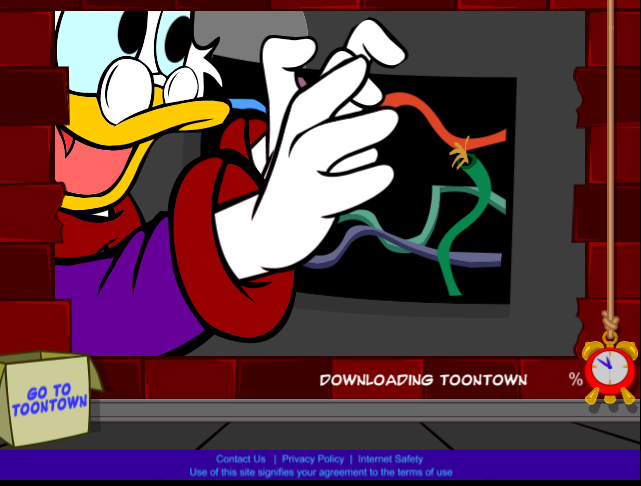 DOWNLOADING TOONTOWN %
GO TO
TOONTOWN
Contact Us | Privacy Policy | Internet Safety
Use of this site signifies your agreement to the terms of use